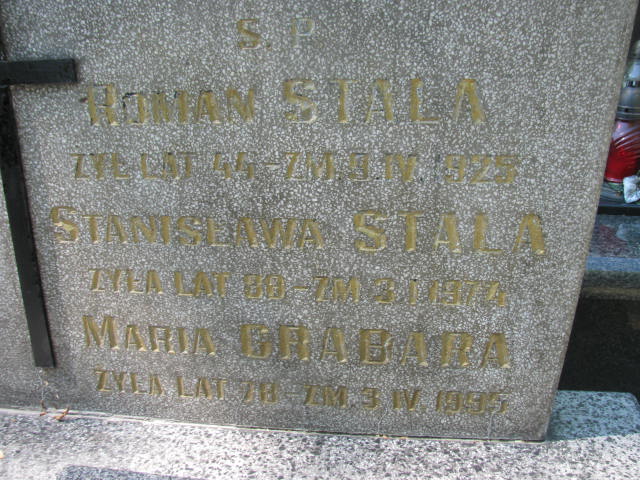 Ś.P.
ROMAN STALA
ŻYŁ LAT 44 - ZM. 9 IV. 1925
STANISŁAWA STALA
ŻYŁA LAT 88 - ZM 3 I 1974
MARIA GRABARA
ŻYŁA LAT 78 - ZM. 3 IV. 1995